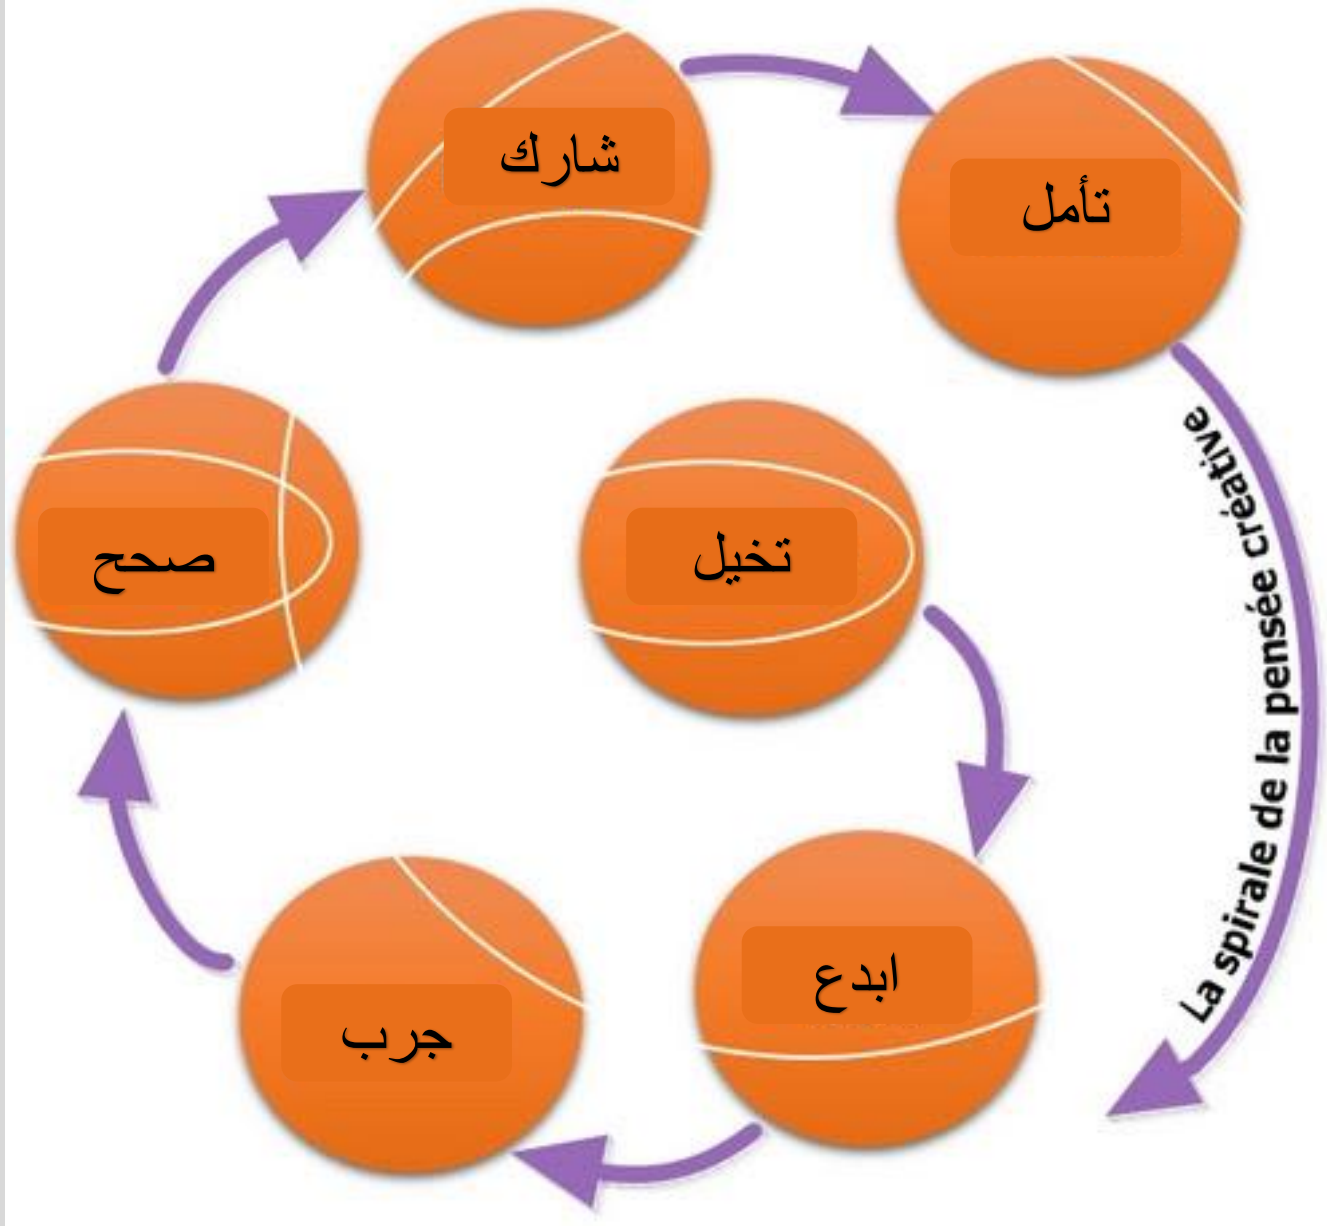 تخيل
ابدع
جرب
صحح
شارك
تأمل
La spirale de la pensée créative